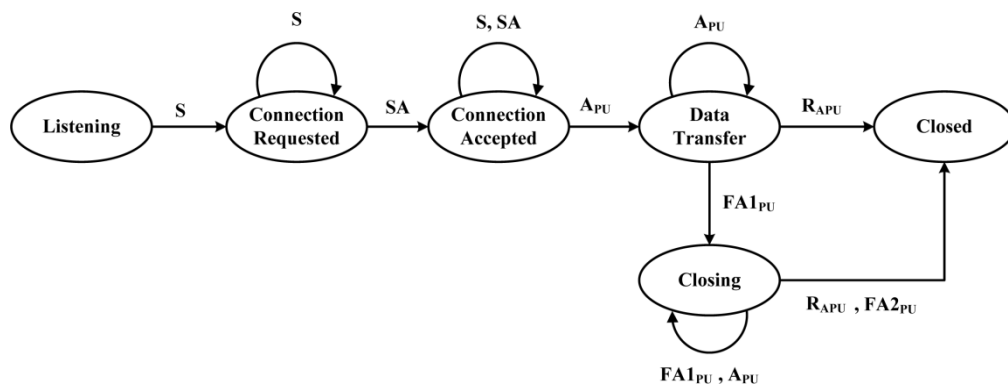 S
S, SA
A_PU
Listening
S
Connection
Requested
SA
Connection
Accepted
A_PU
Data
Transfer
R_APU
Closed
FA1_PU
Closing
R_APU , FA2_PU
FA1_PU , A_PU